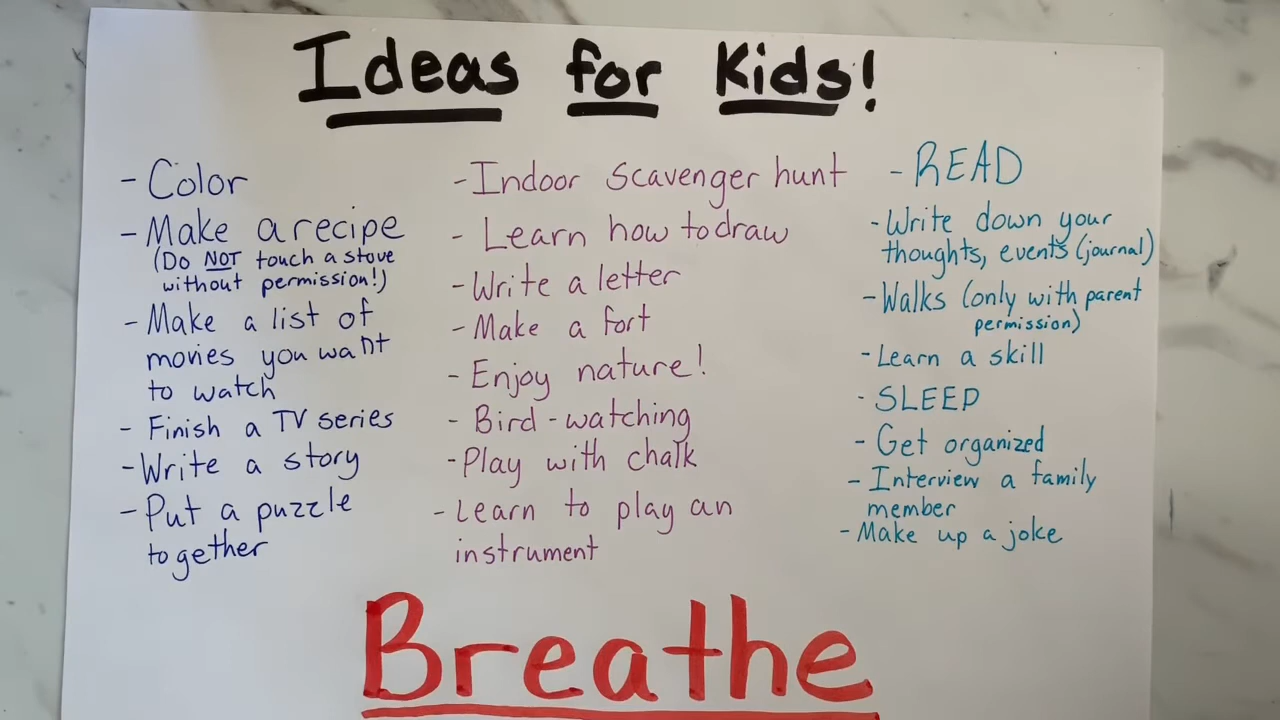 Ideas for Kids!
- Color
- Make a recipe
(Do NOT touch a stove
without permission!)
- Make a list of
movies you want
to watch
- Finish a TV series
- Write a story
- Put a puzzle
together
- Indoor scavenger hunt
- Learn how to draw
- Write a letter
- Make a fort
- Enjoy nature!
- Bird-watching
- Play with chalk
- Learn to play an
instrument
- READ
- Write down your
thoughts, events (journal)
- Walks (only with parent
permission)
- Learn a skill
- SLEEP
- Get organized
- Interview a family
member
- Make up a joke
Breathe